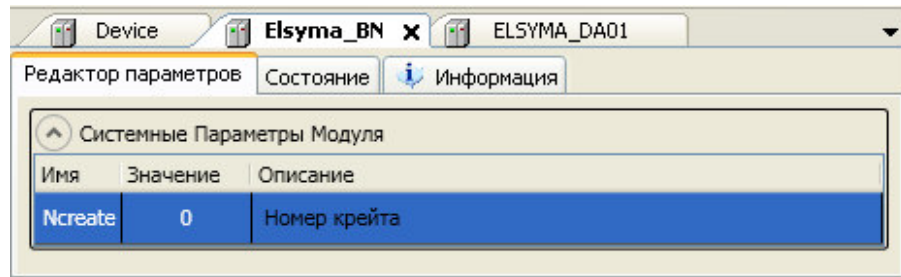 Device Elsyma_BN ELSYMA_DA01
Редактор параметров Состояние Информация
Системные Параметры Модуля
Имя Значение Описание
Ncreate 0 Номер крейта